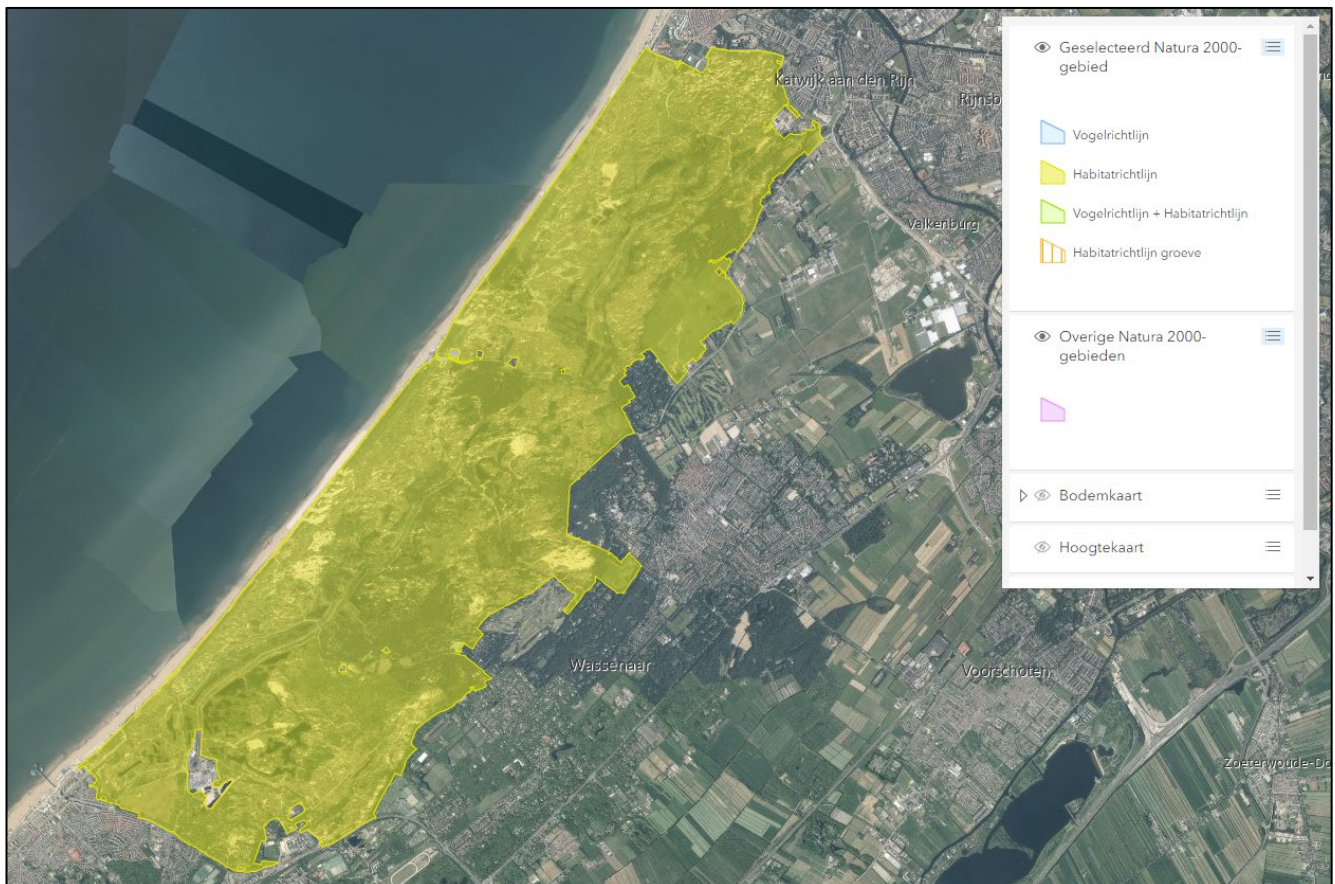 Geselecteerd Natura 2000-
gebied
Vogelrichtlijn
Habitatrichtlijn
Vogelrichtlijn + Habitatrichtlijn
Habitatrichtlijn groeve
Overige Natura 2000-
gebieden
Bodemkaart
Hoogtekaart
Katwijk aan den Rijn
Rijnsb
Valkenburg
Wassenaar
Voorschoten
Zoeterwoude-Do